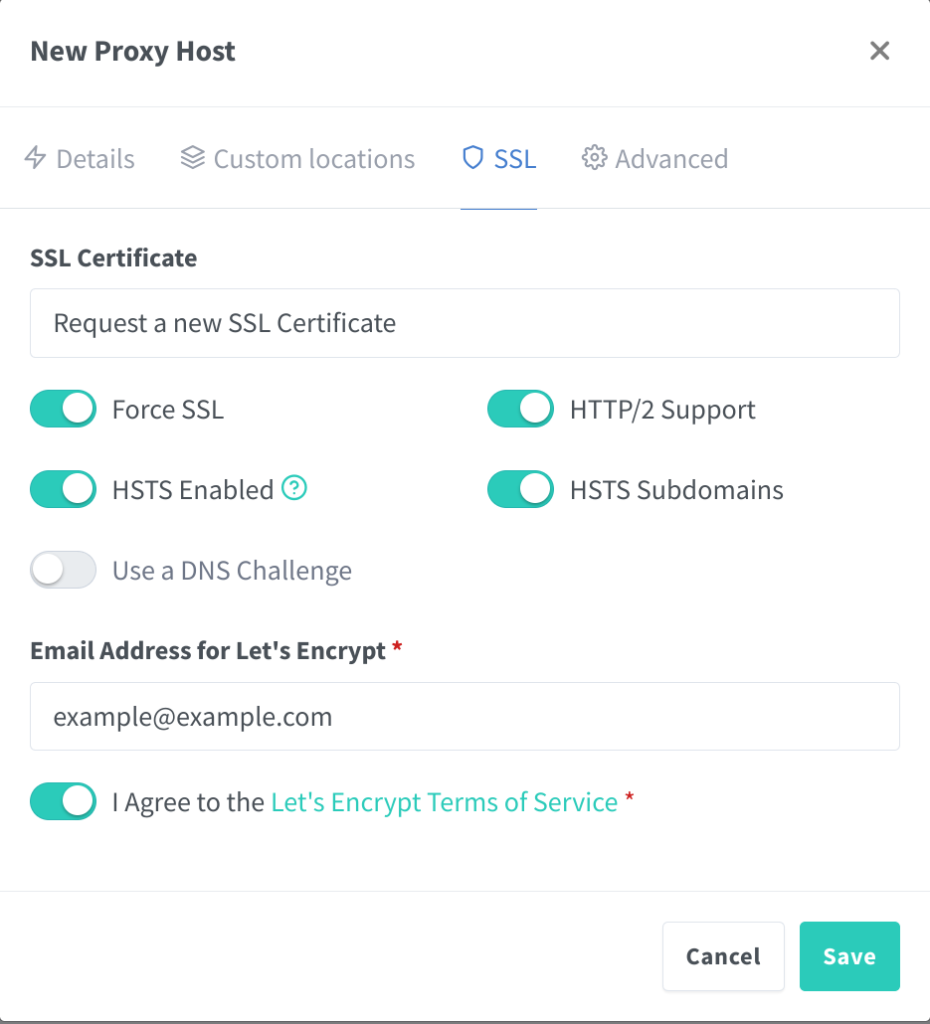 New Proxy Host
Details Custom locations SSL Advanced
SSL Certificate
Request a new SSL Certificate
Force SSL HTTP/2 Support
HSTS Enabled HSTS Subdomains
Use a DNS Challenge
Email Address for Let's Encrypt *
example@example.com
I Agree to the Let's Encrypt Terms of Service *
Cancel Save